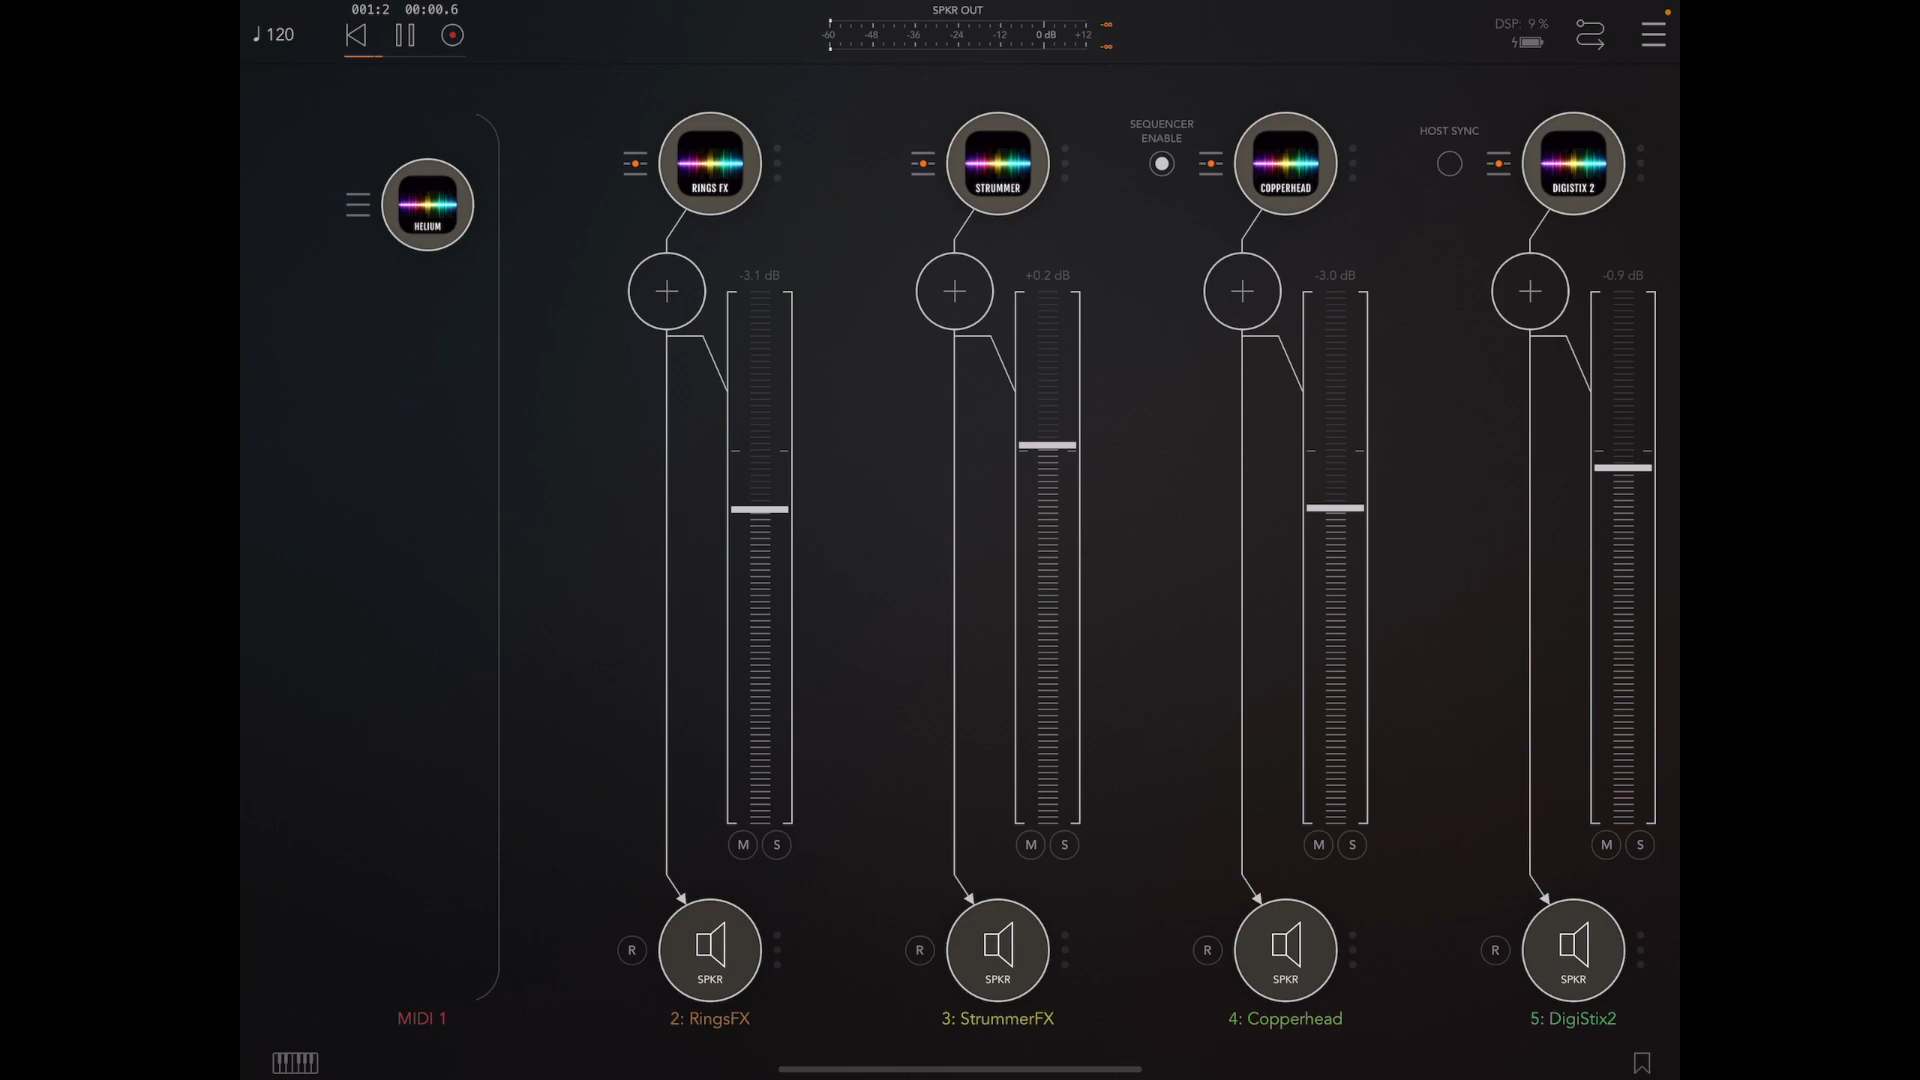 001:2 00:00.6
SPKR OUT
♩120
-60 -48 -36 -24 -12 0 dB +12
-∞
-∞
DSP: 9 %
SEQUENCER
ENABLE
HOST SYNC
HELIUM
RINGS FX
STRUMMER
COPPERHEAD
DIGISTIX 2
-3.1 dB
+0.2 dB
-3.0 dB
-0.9 dB
M S
M S
M S
M S
R
SPKR
R
SPKR
R
SPKR
R
SPKR
MIDI 1
2: RingsFX
3: StrummerFX
4: Copperhead
5: DigiStix2